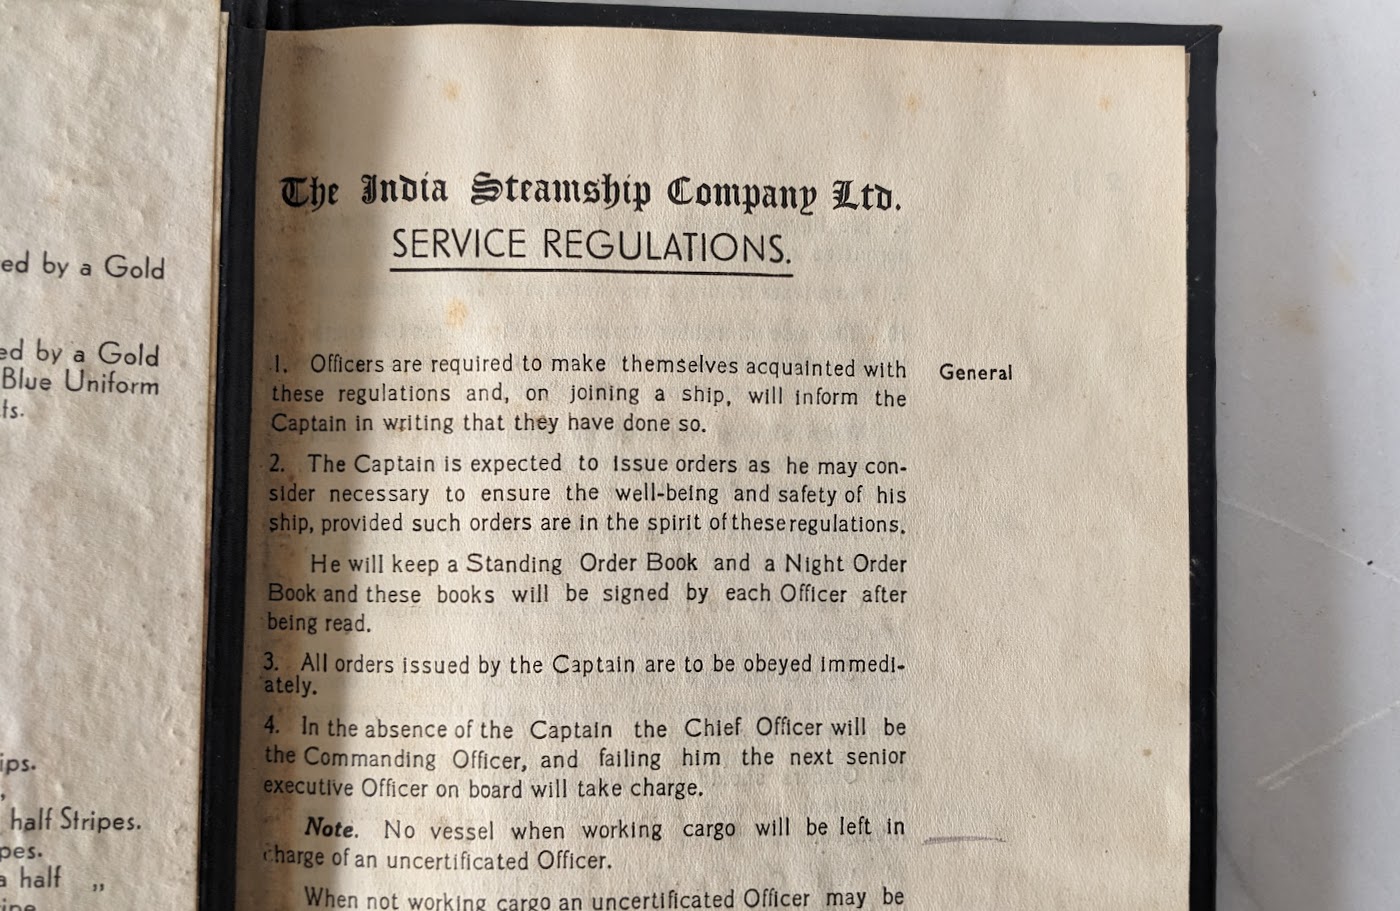 ed by a Gold
ed by a Gold
Blue Uniform
ts.
ips.
half Stripes.
pes.
a half „
The India Steamship Company Ltd.
SERVICE REGULATIONS.
1. Officers are required to make themselves acquainted with
these regulations and, on joining a ship, will inform the
Captain in writing that they have done so.
General
2. The Captain is expected to issue orders as he may con-
sider necessary to ensure the well-being and safety of his
ship, provided such orders are in the spirit of these regulations.
He will keep a Standing Order Book and a Night Order
Book and these books will be signed by each Officer after
being read.
3. All orders issued by the Captain are to be obeyed immedi-
ately.
4. In the absence of the Captain the Chief Officer will be
the Commanding Officer, and failing him the next senior
executive Officer on board will take charge.
Note. No vessel when working cargo will be left in
charge of an uncertificated Officer.
When not working cargo an uncertificated Officer may be